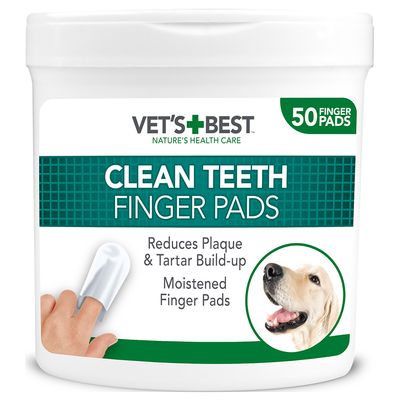 VET'S+BEST™
NATURE'S HEALTH CARE
50 FINGER
PADS
CLEAN TEETH
FINGER PADS
Reduces Plaque
& Tartar Build-up
Moistened
Finger Pads